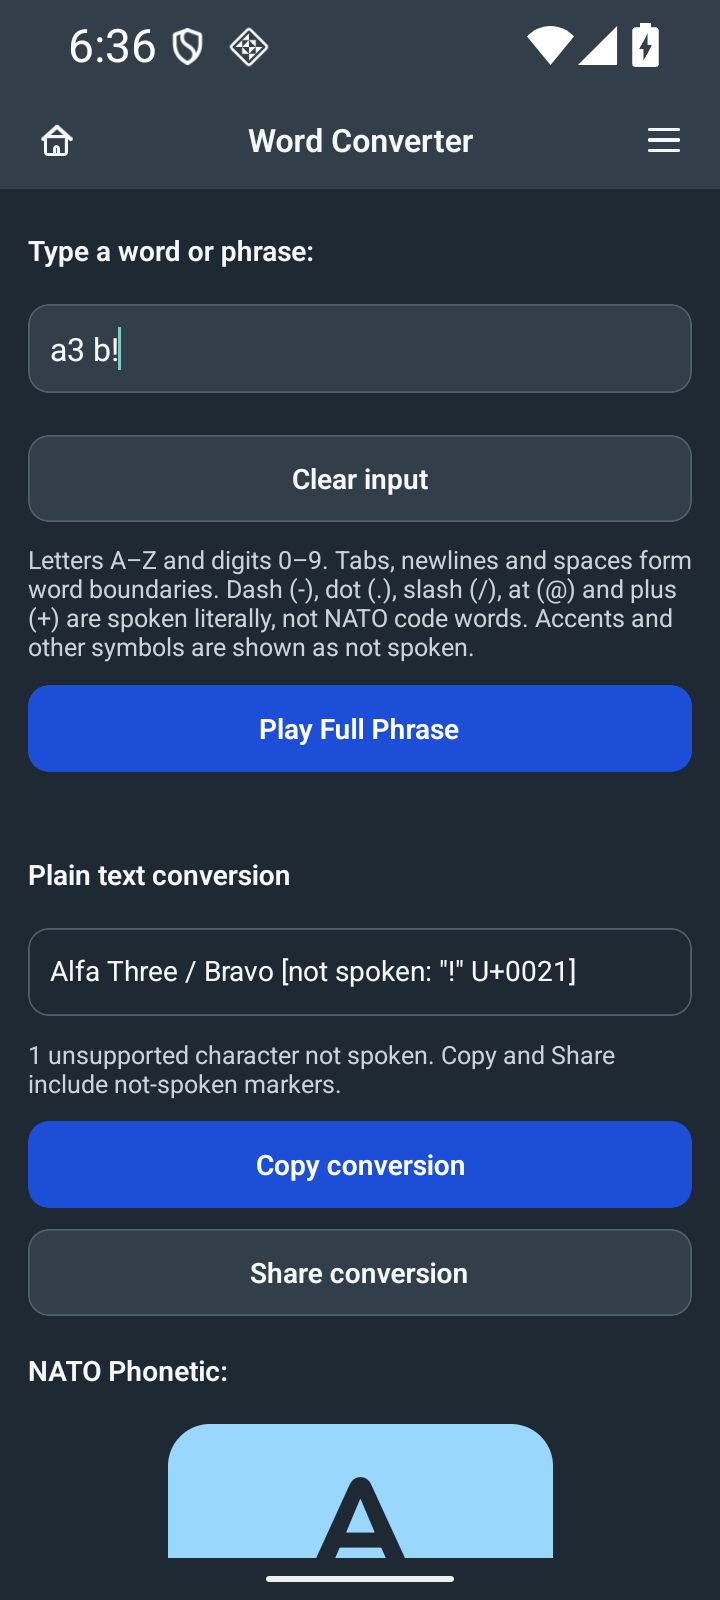 6:36
Word Converter
Type a word or phrase:
a3 b!
Clear input
Letters A–Z and digits 0–9. Tabs, newlines and spaces form
word boundaries. Dash (-), dot (.), slash (/), at (@) and plus
(+) are spoken literally, not NATO code words. Accents and
other symbols are shown as not spoken.
Play Full Phrase
Plain text conversion
Alfa Three / Bravo [not spoken: "!" U+0021]
1 unsupported character not spoken. Copy and Share
include not-spoken markers.
Copy conversion
Share conversion
NATO Phonetic:
A